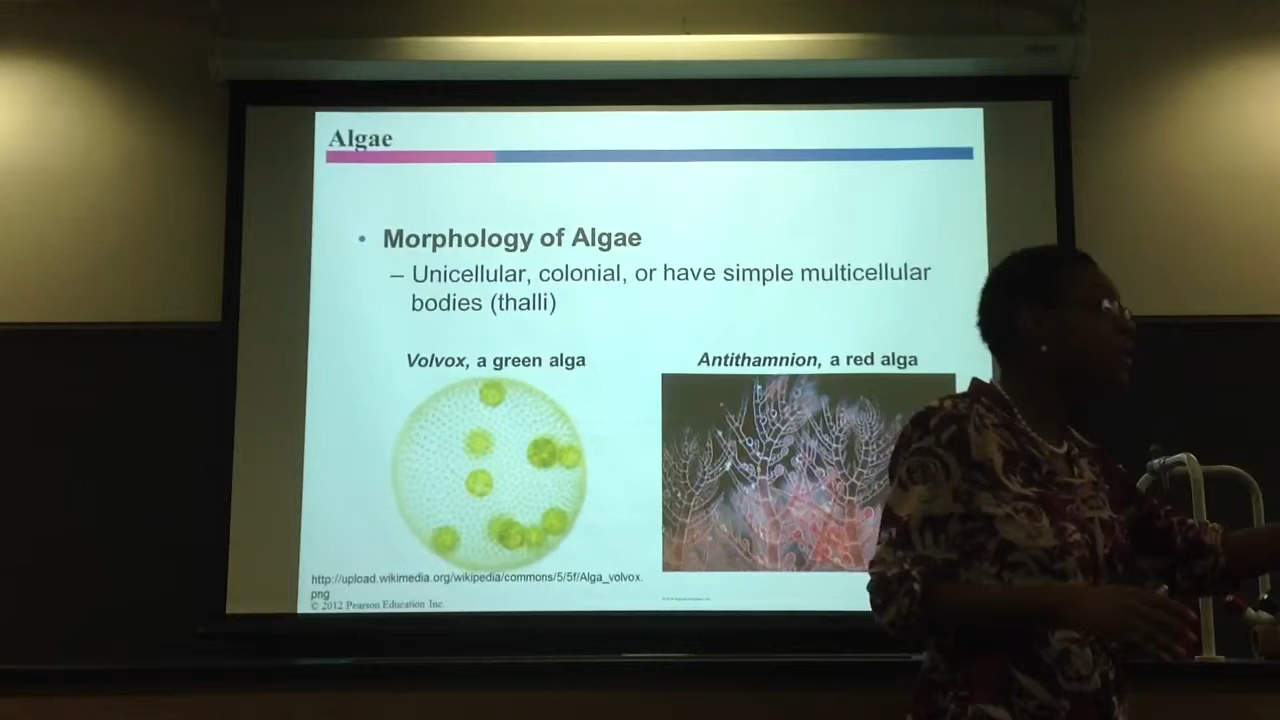 Algae
• Morphology of Algae
– Unicellular, colonial, or have simple multicellular
bodies (thalli)
Volvox, a green alga
Antithamnion, a red alga
http://upload.wikimedia.org/wikipedia/commons/5/5f/Alga_volvox.
png
© 2012 Pearson Education Inc.